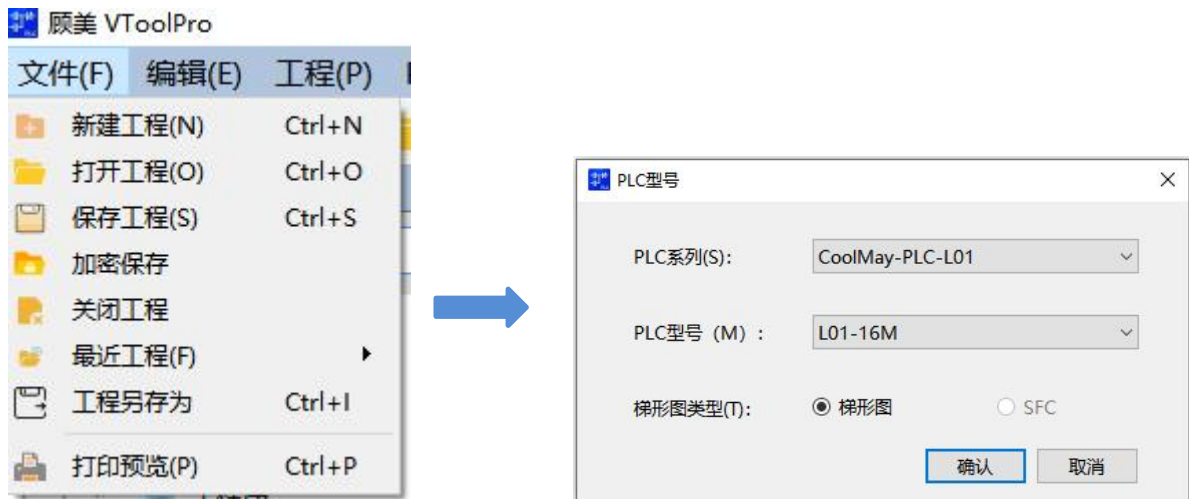 顾美 VToolPro
文件(F) 编辑(E) 工程(P)
新建工程(N) Ctrl+N
打开工程(O) Ctrl+O
保存工程(S) Ctrl+S
加密保存
关闭工程
最近工程(F)
工程另存为 Ctrl+I
打印预览(P) Ctrl+P
PLC型号
PLC系列(S): CoolMay-PLC-L01
PLC型号（M）: L01-16M
梯形图类型(T): 梯形图 SFC
确认 取消